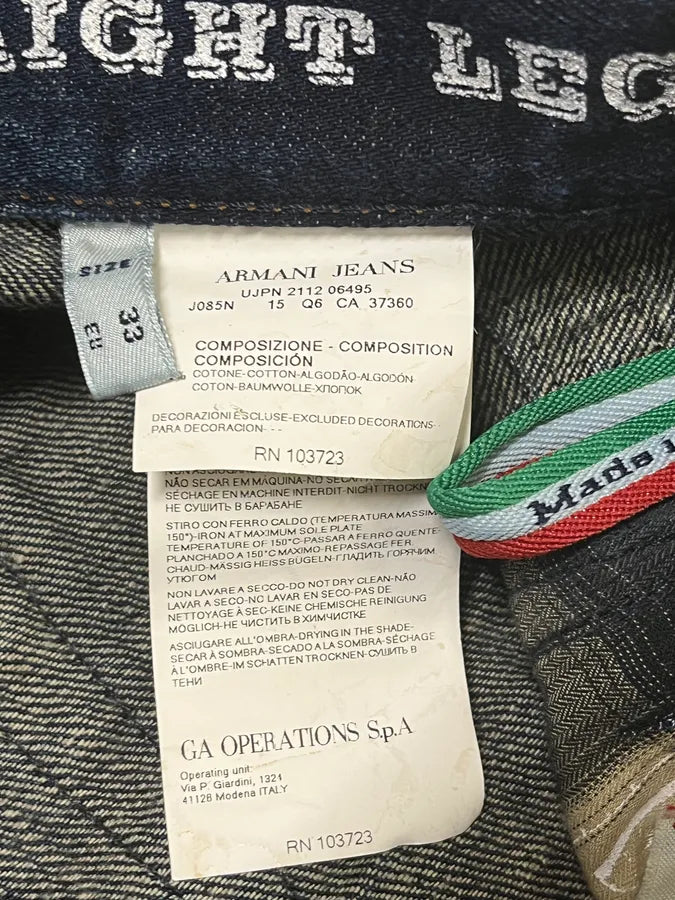 AIGHT LEG
SIZE
33
ARMANI JEANS
UJPN 2112 06495
J085N 15 Q6 CA 37360
COMPOSIZIONE - COMPOSITION
COMPOSICIÓN
COTONE-COTTON-ALGODÃO-ALGODÓN-
COTON-BAUMWOLLE-ХЛОПОК
DECORAZIONI ESCLUSE-EXCLUDED DECORATIONS-
PARA DECORACION- - -
RN 103723
NÃO SECAR EM MÁQUINA-NO SECAR EN
SÉCHAGE EN MACHINE INTERDIT-NICHT TROCKN
НЕ СУШИТЬ В БАРАБАНЕ
STIRO CON FERRO CALDO (TEMPERATURA MASSIM
150°)-IRON AT MAXIMUM SOLE PLATE
TEMPERATURE OF 150°C-PASSAR A FERRO QUENTE-
PLANCHADO A 150°C MAXIMO-REPASSAGE FER
CHAUD-MÄSSIG HEISS BÜGELN-ГЛАДИТЬ ГОРЯЧИМ
УТЮГОМ
NON LAVARE A SECCO-DO NOT DRY CLEAN-NÃO
LAVAR A SECO-NO LAVAR EN SECO-PAS DE
NETTOYAGE À SEC-KEINE CHEMISCHE REINIGUNG
MÖGLICH-НЕ ЧИСТИТЬ В ХИМЧИСТКЕ
ASCIUGARE ALL'OMBRA-DRYING IN THE SHADE-
SECAR À SOMBRA-SECADO A LA SOMBRA-SÉCHAGE
À L'OMBRE-IM SCHATTEN TROCKNEN-СУШИТЬ В
ТЕНИ
GA OPERATIONS S.p.A
Operating unit:
Via P. Giardini, 1324
41128 Modena ITALY
RN 103723
Made i